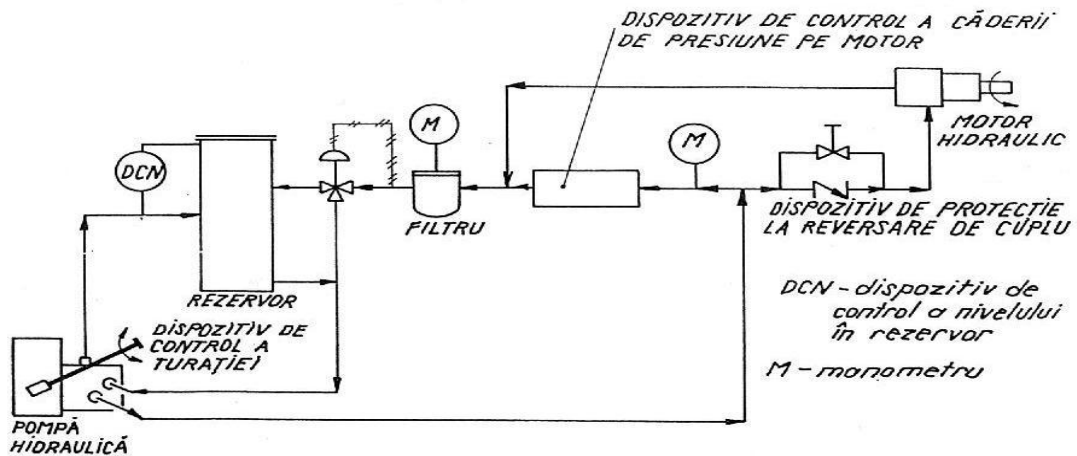 DISPOZITIV DE CONTROL A CĂDERII
DE PRESIUNE PE MOTOR
M
M
DCN
MOTOR
HIDRAULIC
FILTRU
DISPOZITIV DE PROTECTIE
LA REVERSARE DE CUPLU
REZERVOR
DCN - dispozitiv de
control a nivelului
în rezervor
DISPOZITIV DE
CONTROL A
TURAȚIEI
M - manometru
POMPĂ
HIDRAULICĂ